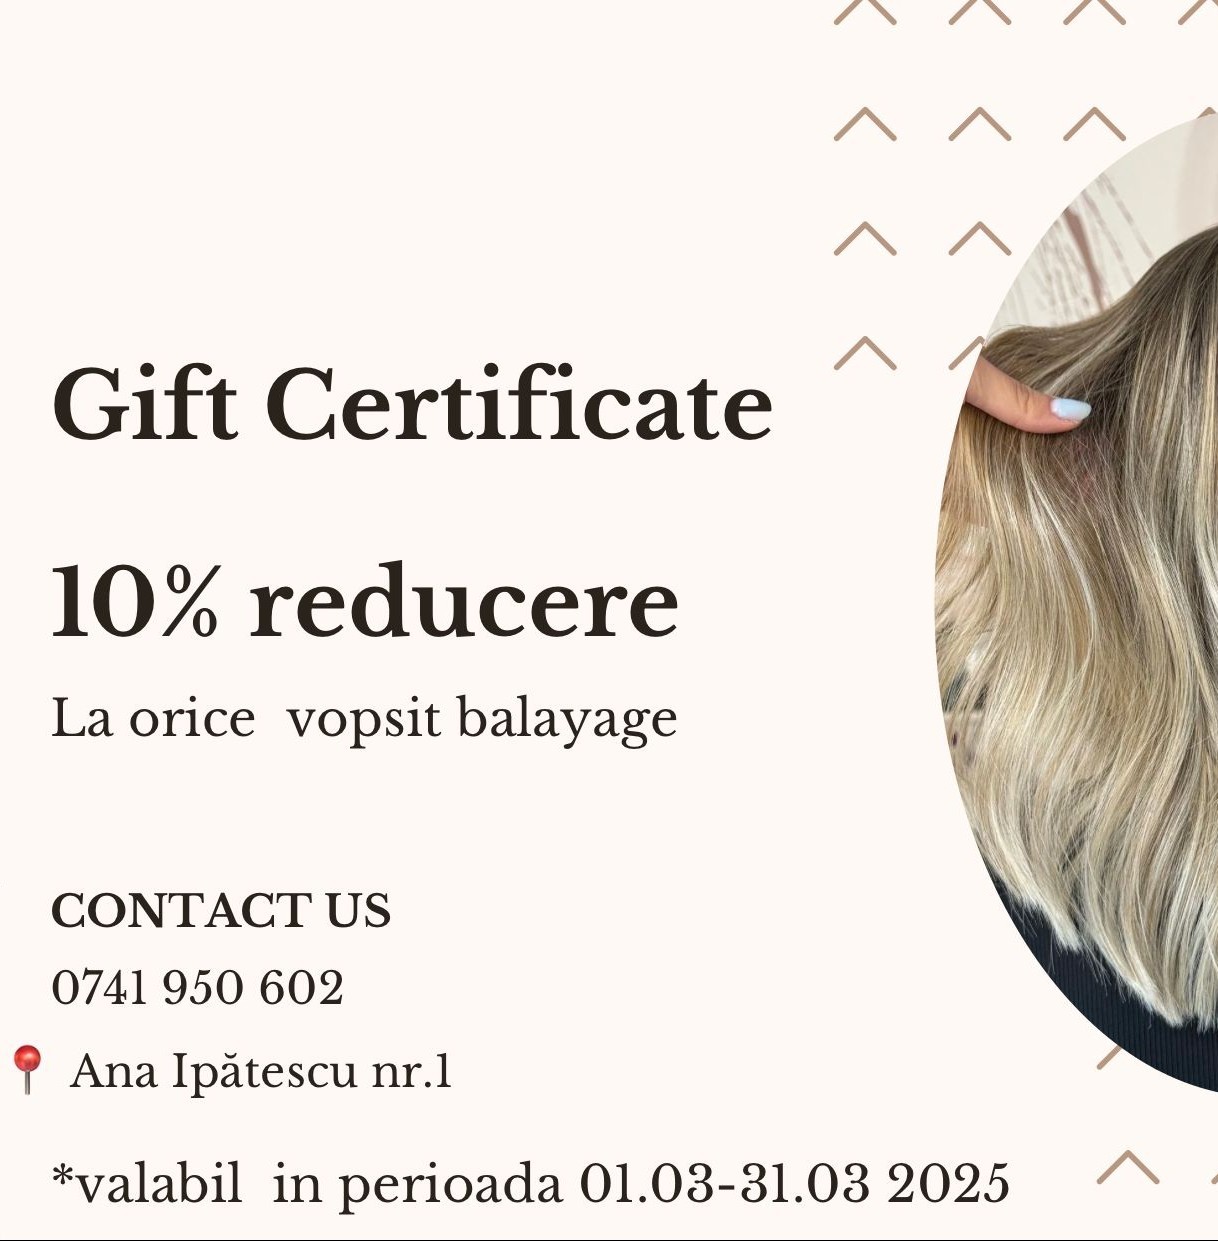 Gift Certificate
10% reducere
La orice vopsit balayage
CONTACT US
0741 950 602
📍 Ana Ipătescu nr.1
*valabil in perioada 01.03-31.03 2025